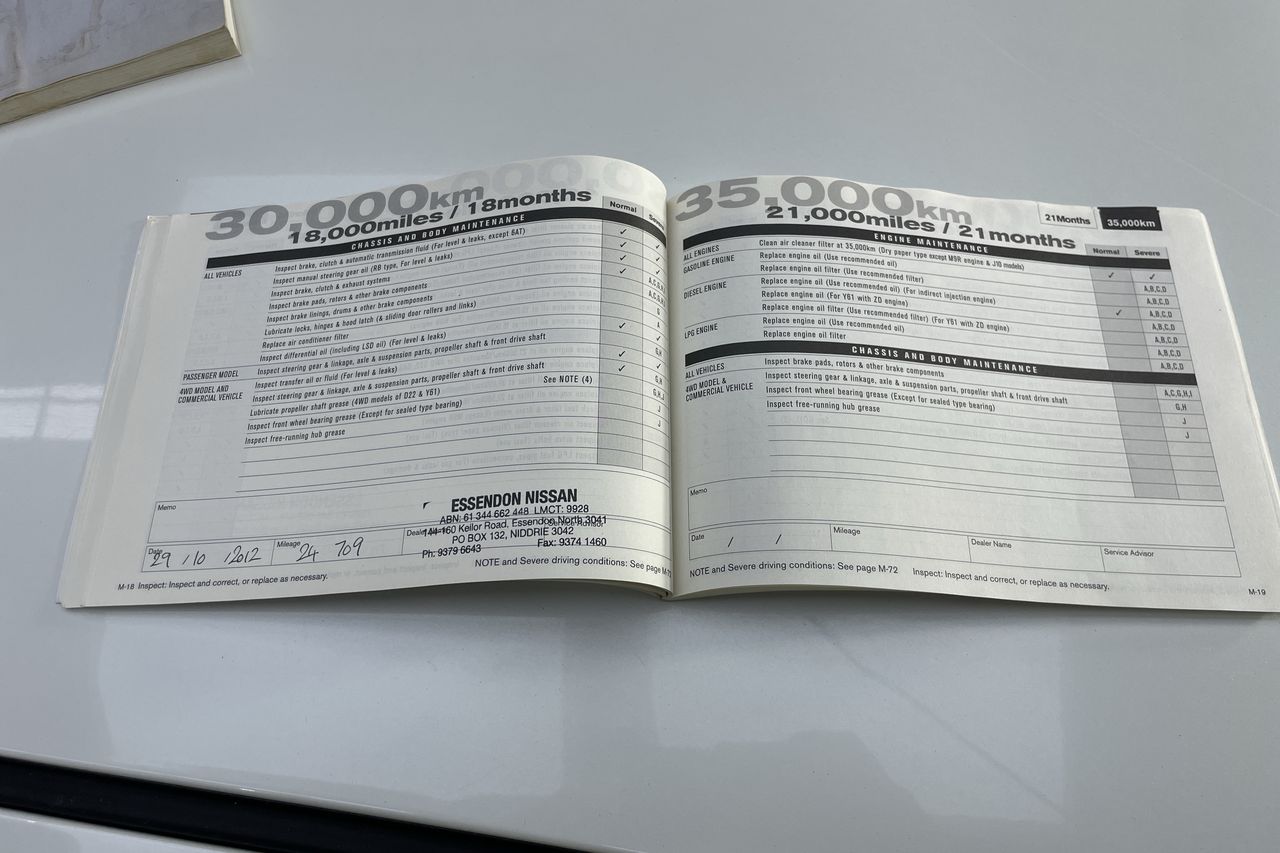 30,000km
18,000miles / 18months
Normal
CHASSIS AND BODY MAINTENANCE
ALL VEHICLES
Inspect brake, clutch & automatic transmission fluid (For level & leaks, except 6AT)
Inspect manual steering gear oil (RB type, For level & leaks)
Inspect brake, clutch & exhaust systems
Inspect brake pads, rotors & other brake components
Inspect brake linings, drums & other brake components
Lubricate locks, hinges & hood latch (& sliding door rollers and links)
Replace air conditioner filter
Inspect differential oil (including LSD oil) (For level & leaks)
PASSENGER MODEL
Inspect steering gear & linkage, axle & suspension parts, propeller shaft & front drive shaft
4WD MODEL AND
COMMERCIAL VEHICLE
Inspect transfer oil or fluid (For level & leaks)
Inspect steering gear & linkage, axle & suspension parts, propeller shaft & front drive shaft
Lubricate propeller shaft grease (4WD models of D22 & Y61) See NOTE (4)
Inspect front wheel bearing grease (Except for sealed type bearing)
Inspect free-running hub grease
Memo
ESSENDON NISSAN
ABN: 61 344 662 448 LMCT: 9928
144-160 Keilor Road, Essendon North 3041
PO BOX 132, NIDDRIE 3042
Ph: 9379 6643 Fax: 9374 1460
Date 29 / 10 / 2012
Mileage 24 709
NOTE and Severe driving conditions: See page M-7
M-18 Inspect: Inspect and correct, or replace as necessary.
35,000km
21,000miles / 21months
21Months 35,000km
Normal Severe
ENGINE MAINTENANCE
ALL ENGINES
Clean air cleaner filter at 35,000km (Dry paper type except M9R engine & J10 models)
GASOLINE ENGINE
Replace engine oil (Use recommended oil)
Replace engine oil filter (Use recommended filter)
DIESEL ENGINE
Replace engine oil (Use recommended oil) (For indirect injection engine)
Replace engine oil (For Y61 with ZD engine)
Replace engine oil filter (Use recommended filter) (For Y61 with ZD engine)
LPG ENGINE
Replace engine oil (Use recommended oil)
Replace engine oil filter
✓ ✓
A,B,C,D
A,B,C,D
✓ A,B,C,D
A,B,C,D
A,B,C,D
A,B,C,D
A,B,C,D
CHASSIS AND BODY MAINTENANCE
ALL VEHICLES
Inspect brake pads, rotors & other brake components
A,C,G,H,I
4WD MODEL &
COMMERCIAL VEHICLE
Inspect steering gear & linkage, axle & suspension parts, propeller shaft & front drive shaft
G,H
Inspect front wheel bearing grease (Except for sealed type bearing)
J
Inspect free-running hub grease
J
Memo
Date / /
Mileage
Dealer Name
Service Advisor
NOTE and Severe driving conditions: See page M-72 Inspect: Inspect and correct, or replace as necessary.
M-19